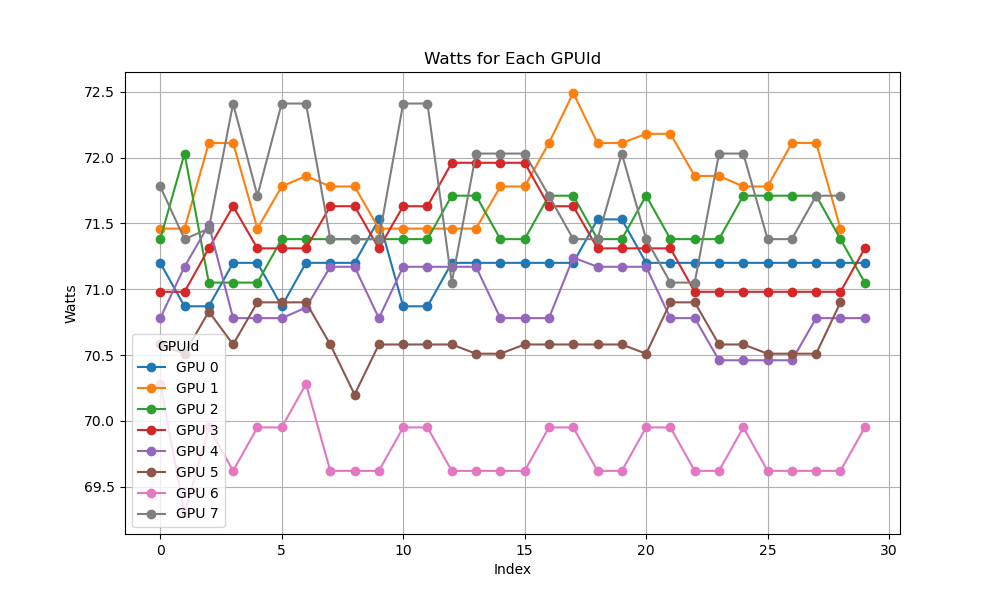 Watts for Each GPUId
Watts
72.5
72.0
71.5
71.0
70.5
70.0
69.5
GPUId
GPU 0
GPU 1
GPU 2
GPU 3
GPU 4
GPU 5
GPU 6
GPU 7
0 5 10 15 20 25 30
Index